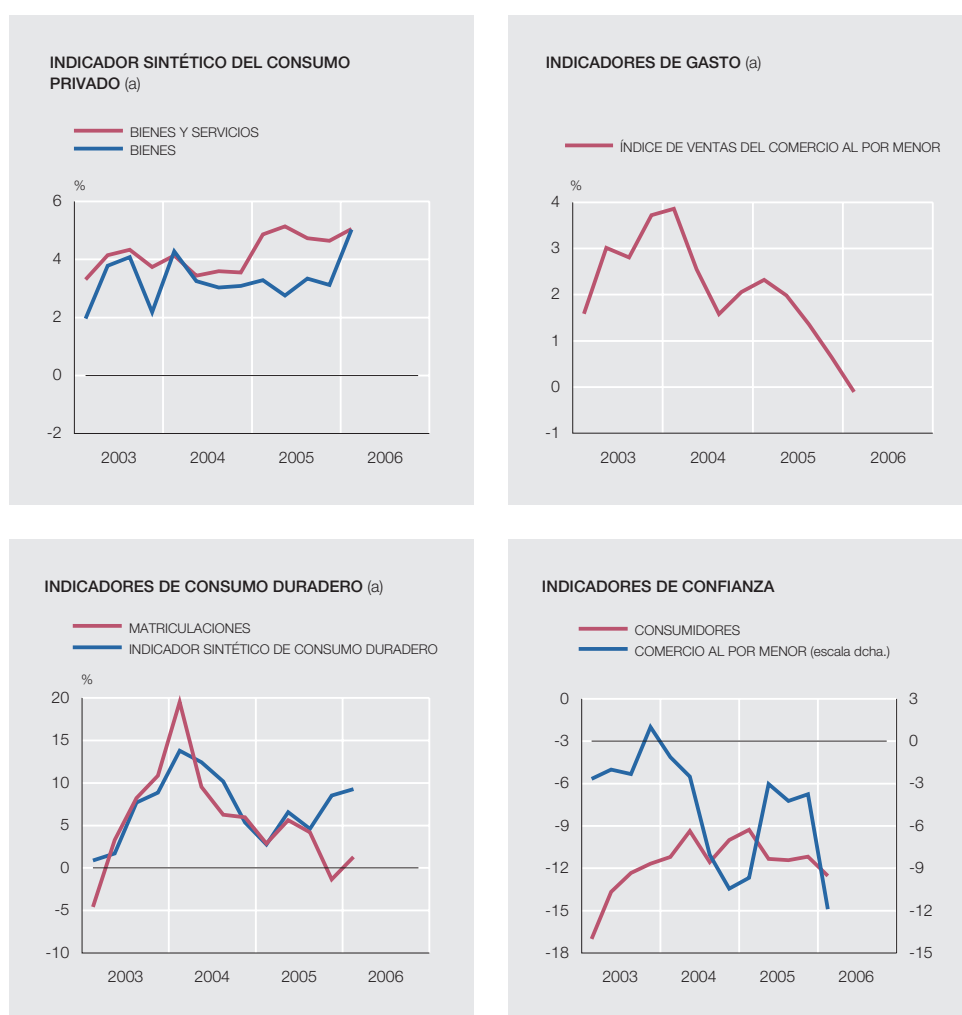 INDICADOR SINTÉTICO DEL CONSUMO
PRIVADO (a)
BIENES Y SERVICIOS
BIENES
%
6
4
2
0
-2
2003 2004 2005 2006
INDICADORES DE GASTO (a)
ÍNDICE DE VENTAS DEL COMERCIO AL POR MENOR
%
4
3
2
1
0
-1
2003 2004 2005 2006
INDICADORES DE CONSUMO DURADERO (a)
MATRICULACIONES
INDICADOR SINTÉTICO DE CONSUMO DURADERO
%
20
15
10
5
0
-5
-10
2003 2004 2005 2006
INDICADORES DE CONFIANZA
CONSUMIDORES
COMERCIO AL POR MENOR (escala dcha.)
0 3
-3 0
-6 -3
-9 -6
-12 -9
-15 -12
-18 -15
2003 2004 2005 2006